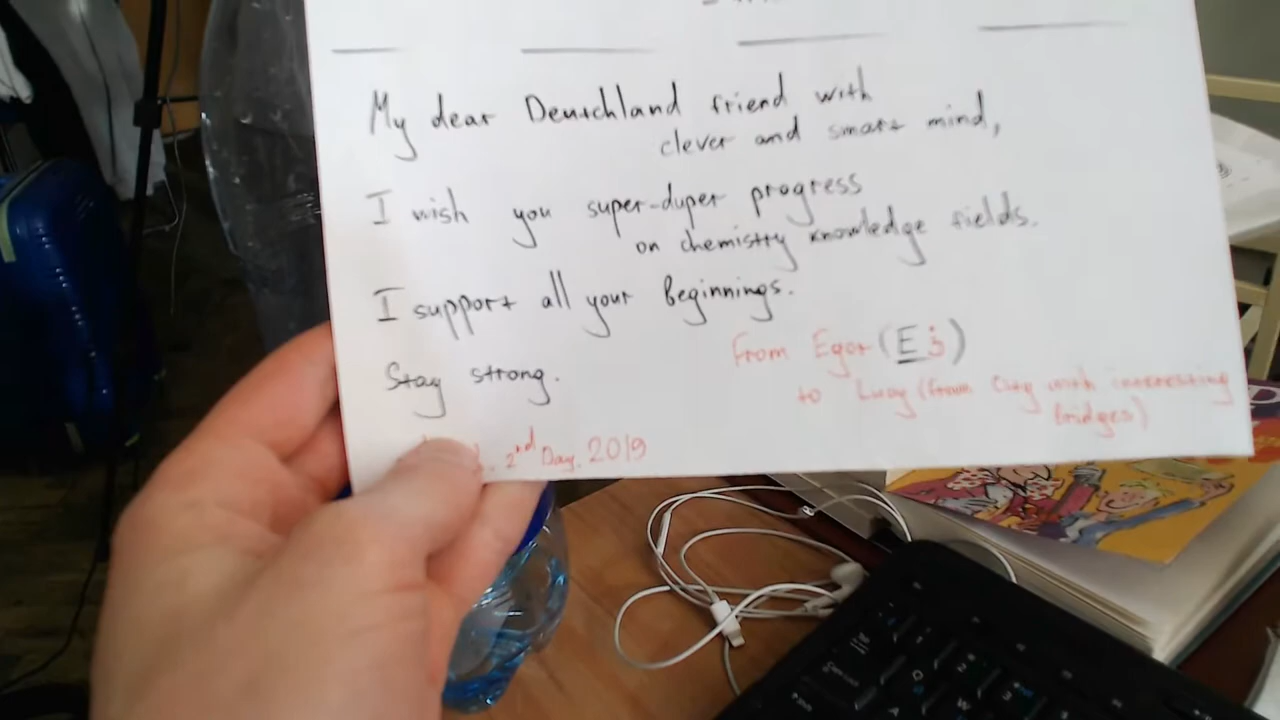 My dear Deutchland friend with
clever and smart mind,
I wish you super-duper progress
on chemistry knowledge fields.
I support all your Beginnings.
Stay strong.
From Egor (Ej)
to Lucy (from City with interesting
bridges)
2nd Day. 2019